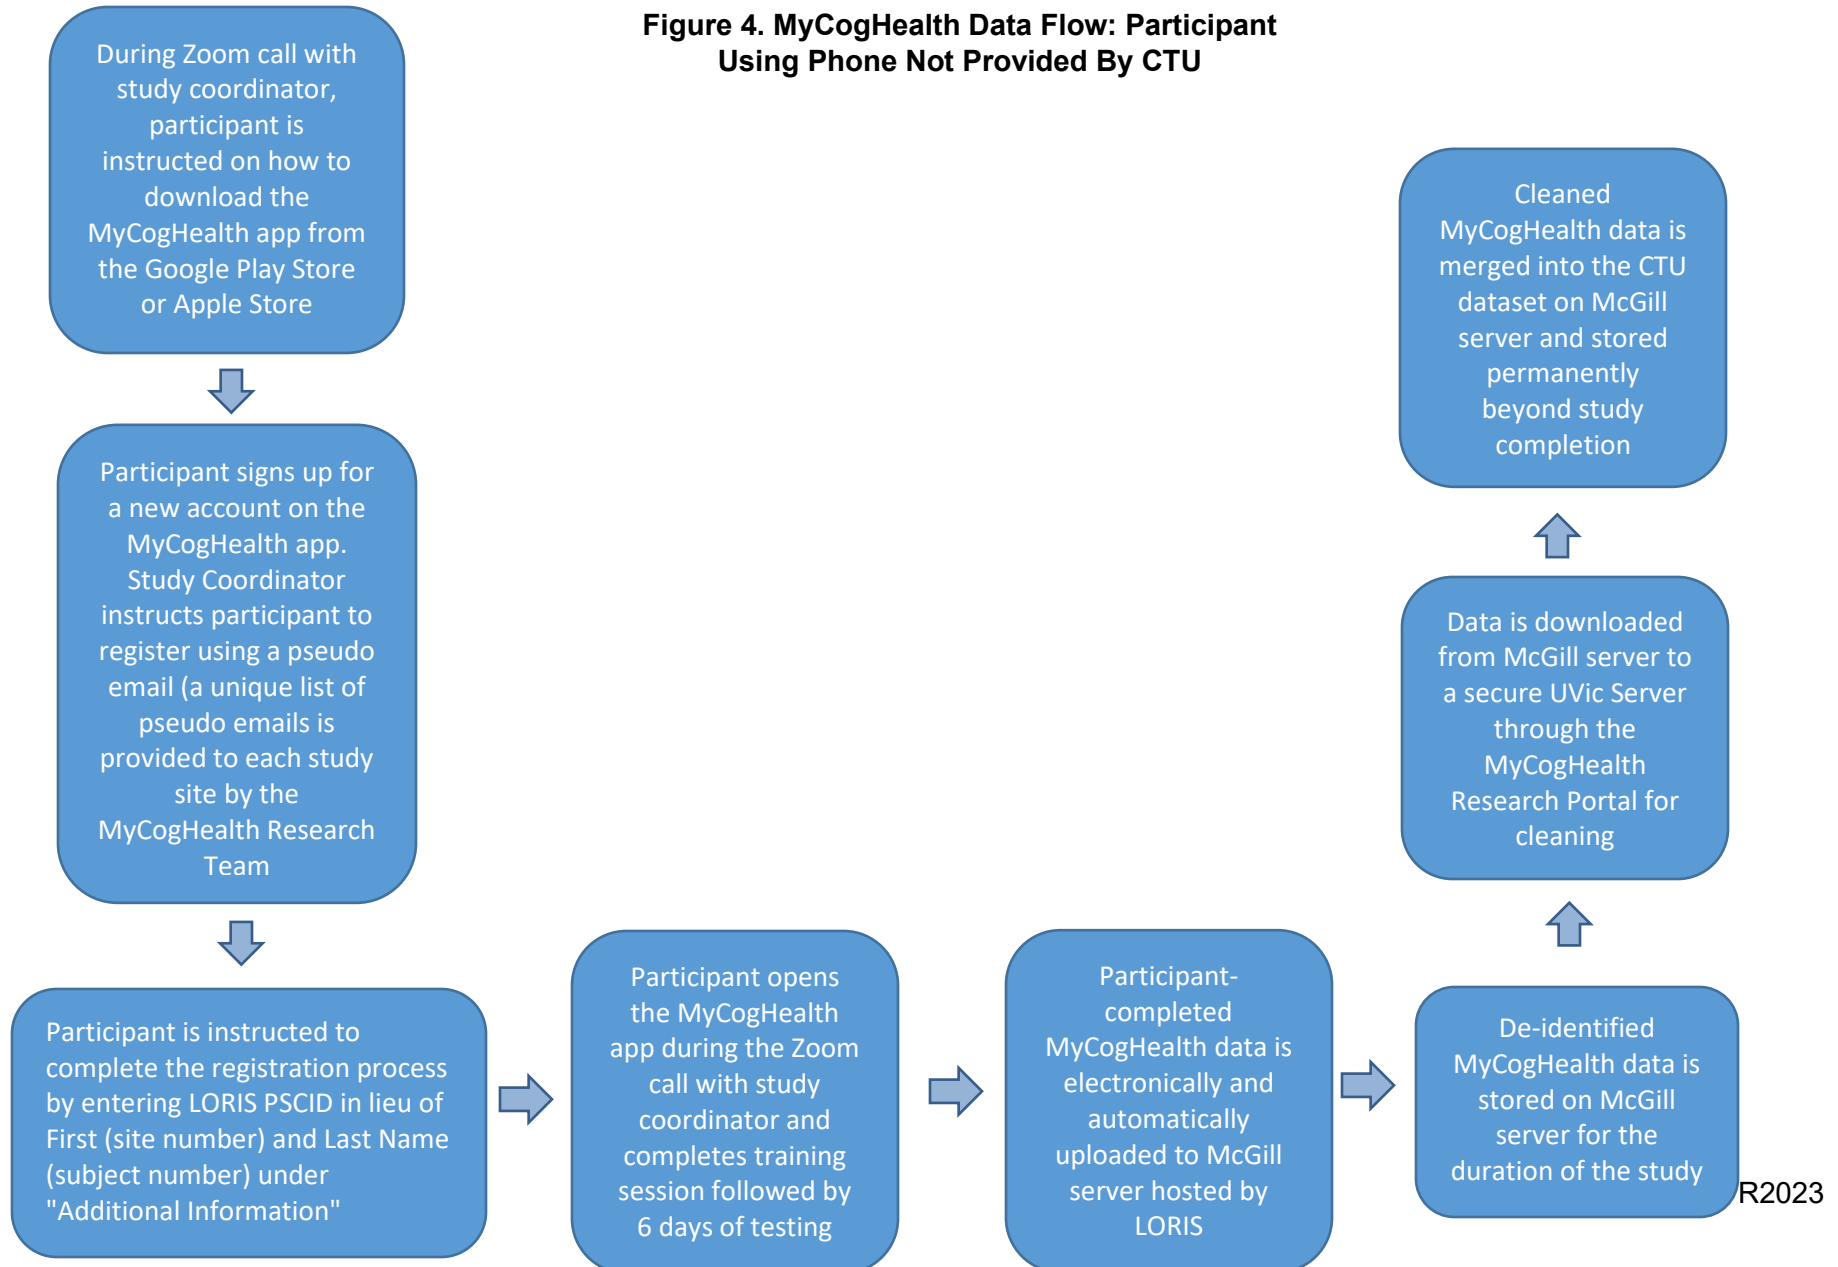 Figure 4. MyCogHealth Data Flow: Participant
Using Phone Not Provided By CTU
During Zoom call with
study coordinator,
participant is
instructed on how to
download the
MyCogHealth app from
the Google Play Store
or Apple Store
Participant signs up for
a new account on the
MyCogHealth app.
Study Coordinator
instructs participant to
register using a pseudo
email (a unique list of
pseudo emails is
provided to each study
site by the
MyCogHealth Research
Team
Participant is instructed to
complete the registration process
by entering LORIS PSCID in lieu of
First (site number) and Last Name
(subject number) under
"Additional Information"
Participant opens
the MyCogHealth
app during the Zoom
call with study
coordinator and
completes training
session followed by
6 days of testing
Participant-
completed
MyCogHealth data is
electronically and
automatically
uploaded to McGill
server hosted by
LORIS
De-identified
MyCogHealth data is
stored on McGill
server for the
duration of the study
Data is downloaded
from McGill server to
a secure UVic Server
through the
MyCogHealth
Research Portal for
cleaning
Cleaned
MyCogHealth data is
merged into the CTU
dataset on McGill
server and stored
permanently
beyond study
completion
R2023